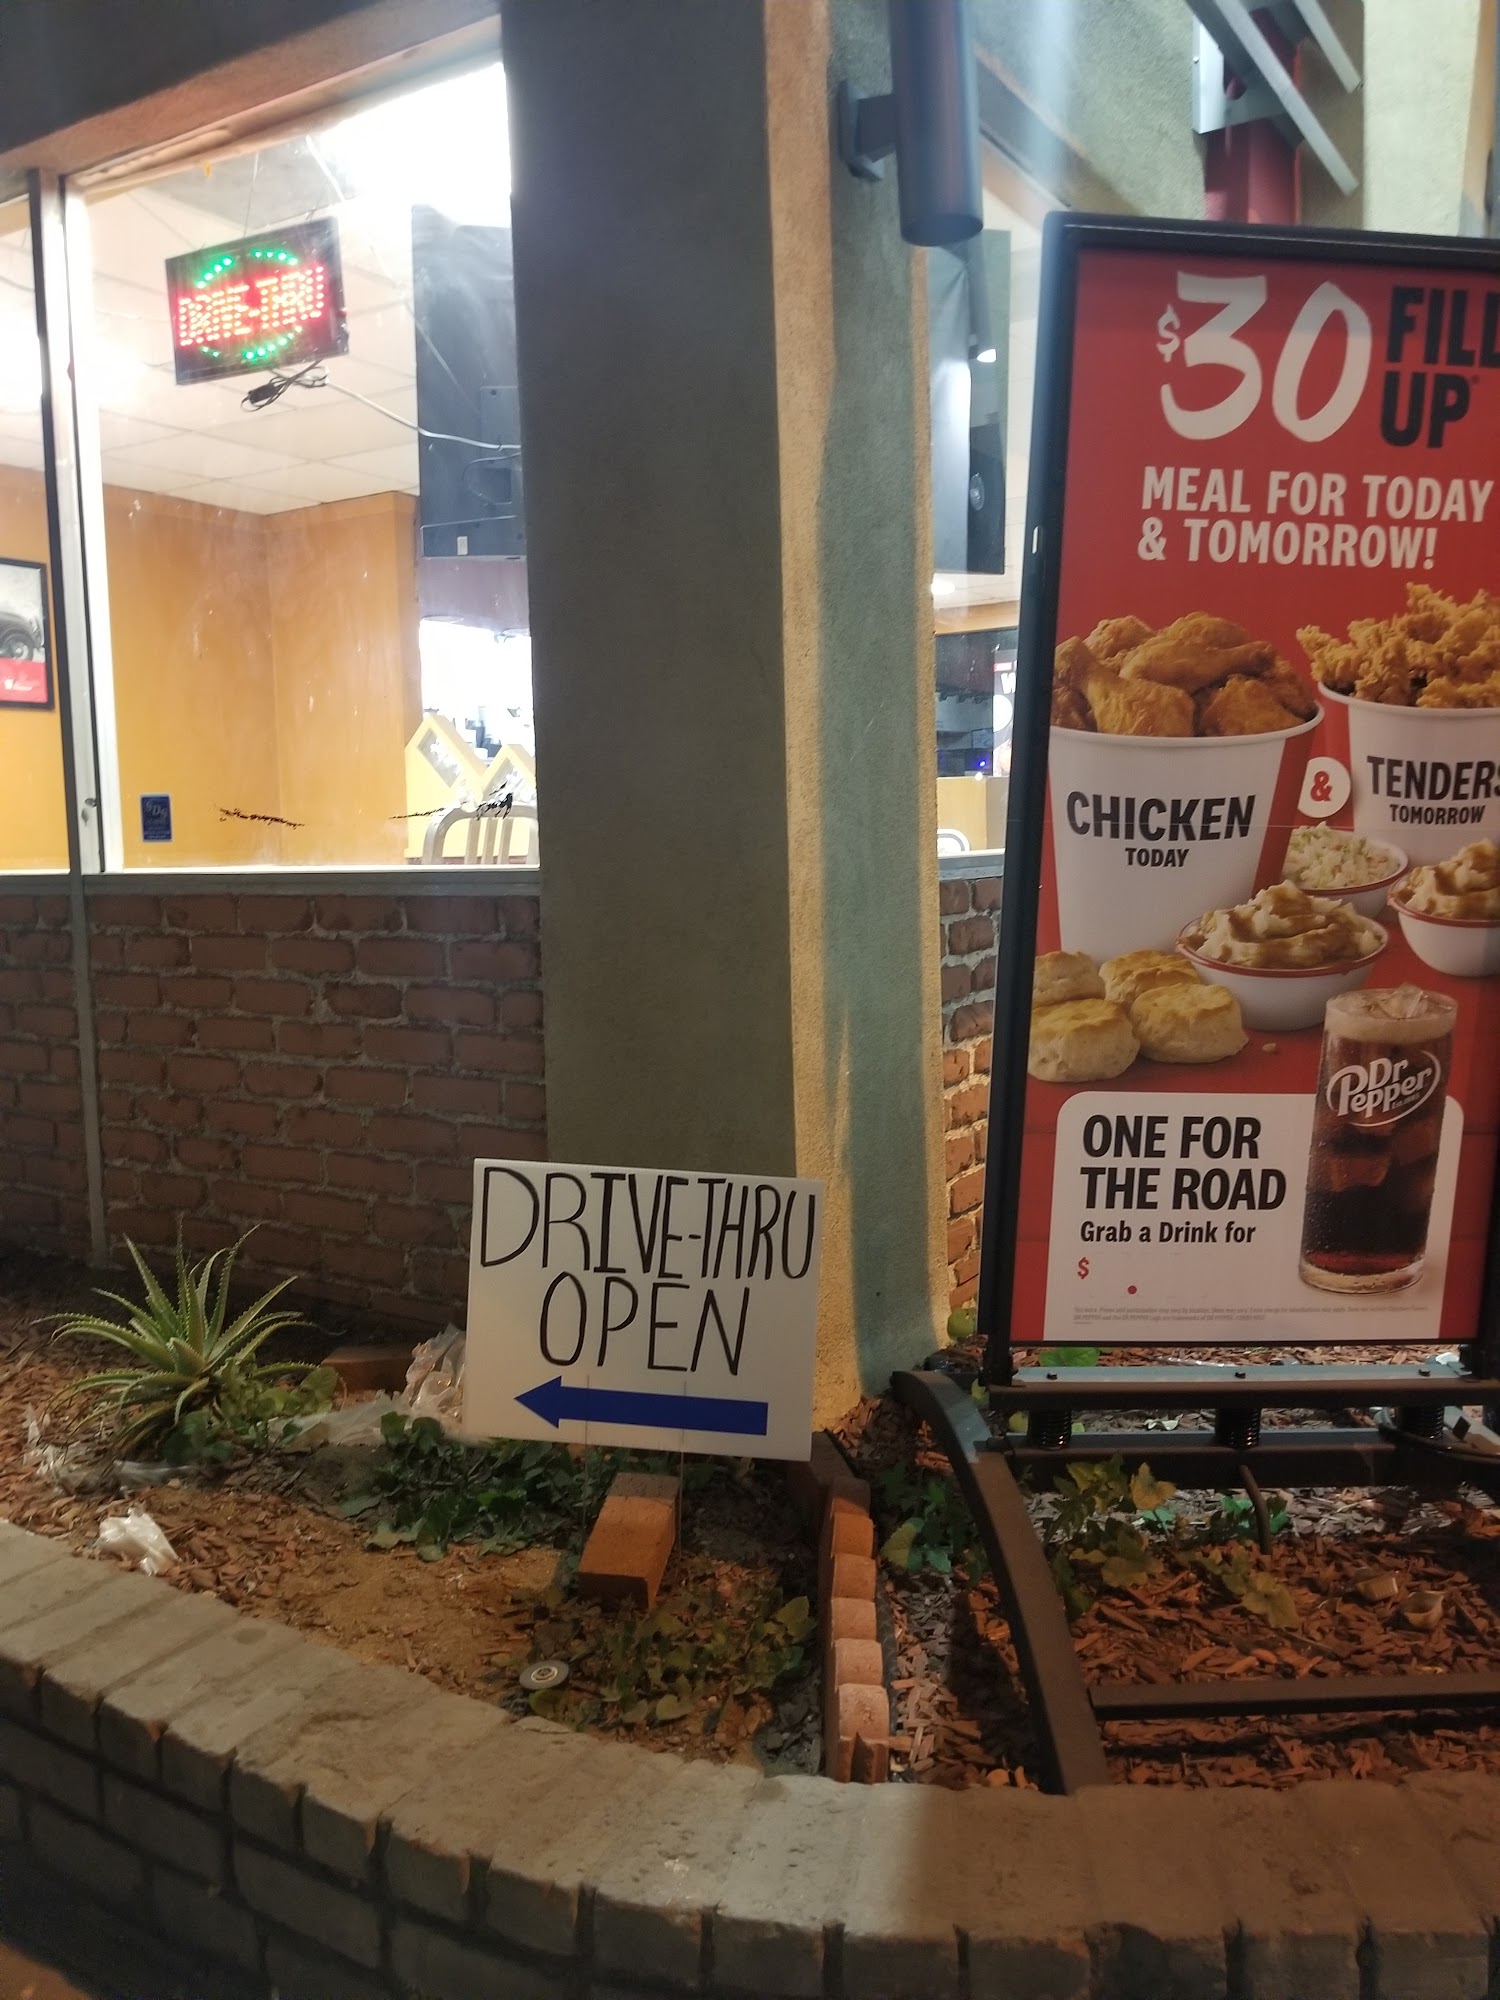 DRIVE-THRU
$30 FILL
UP
MEAL FOR TODAY
& TOMORROW!
CHICKEN
TODAY
&
TENDERS
TOMORROW
Dr
Pepper
ONE FOR
THE ROAD
Grab a Drink for
$
DRIVE-THRU
OPEN